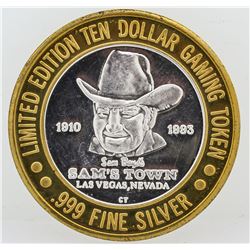 LIMITED EDITION TEN DOLLAR GAMING TOKEN
1910 1993
Sam Boyd's
SAM'S TOWN
LAS VEGAS, NEVADA
CT
.999 FINE SILVER